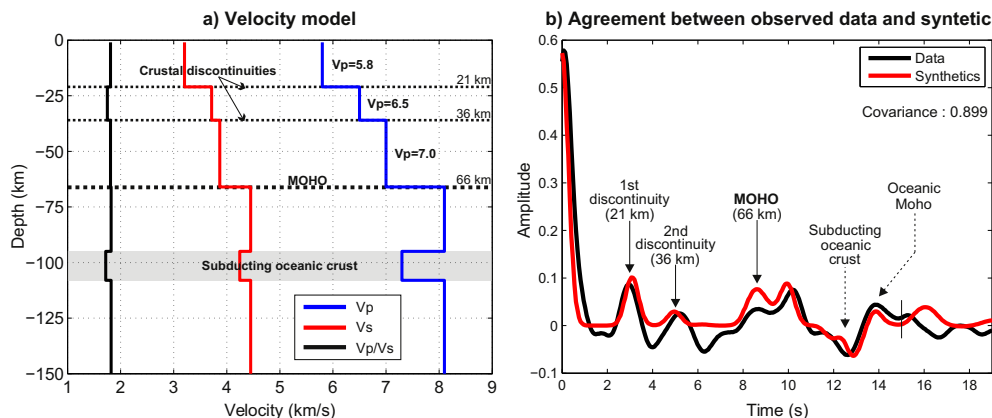 a) Velocity model
b) Agreement between observed data and syntetic
0
−25
−50
−75
−100
−125
−150
Depth (km)
Crustal discontinuities
Vp=5.8
21 km
Vp=6.5
36 km
Vp=7.0
MOHO
66 km
Subducting oceanic crust
Vp
Vs
Vp/Vs
1 2 3 4 5 6 7 8 9
Velocity (km/s)
0.6
0.5
0.4
0.3
0.2
0.1
0
−0.1
Amplitude
Data
Synthetics
Covariance : 0.899
1st
discontinuity
(21 km)
2nd
discontinuity
(36 km)
MOHO
(66 km)
Subducting
oceanic
crust
Oceanic
Moho
0 2 4 6 8 10 12 14 16 18
Time (s)